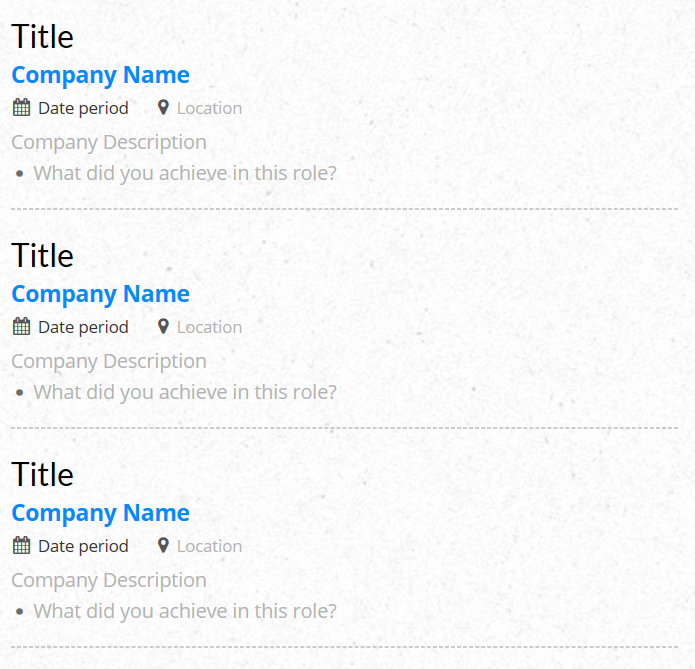 Title
Company Name
Date period Location
Company Description
• What did you achieve in this role?
Title
Company Name
Date period Location
Company Description
• What did you achieve in this role?
Title
Company Name
Date period Location
Company Description
• What did you achieve in this role?